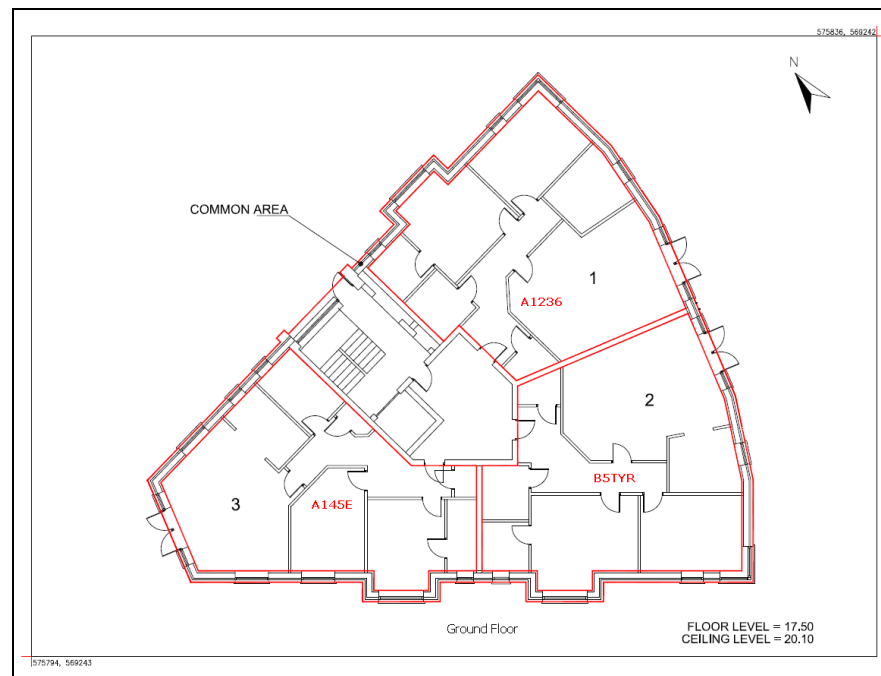 575836, 569242
N
COMMON AREA
1
A1236
2
B5TYR
3
A145E
Ground Floor
FLOOR LEVEL = 17.50
CEILING LEVEL = 20.10
575794, 569243